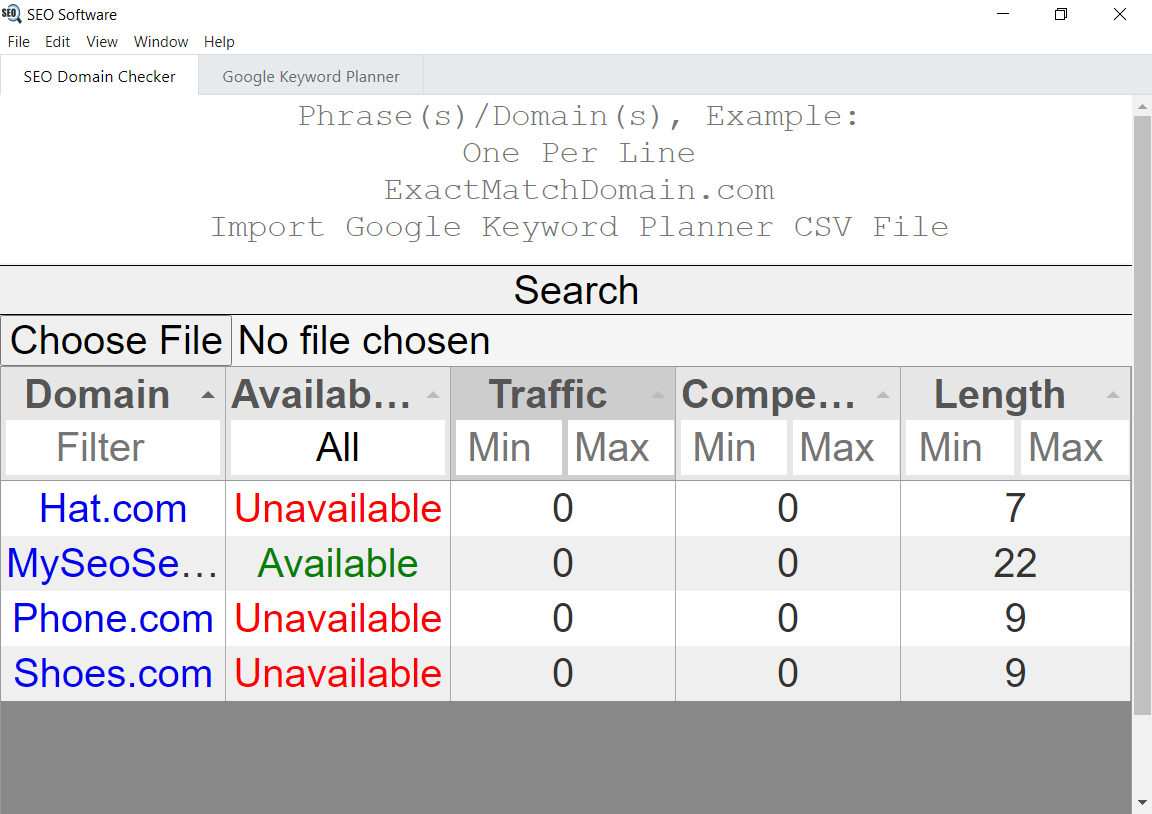 SEO SEO Software
File Edit View Window Help
SEO Domain Checker Google Keyword Planner
Phrase(s)/Domain(s), Example:
One Per Line
ExactMatchDomain.com
Import Google Keyword Planner CSV File
Search
Choose File No file chosen
Domain Availab... Traffic Compe... Length
Filter All Min Max Min Max Min Max
Hat.com Unavailable 0 0 7
MySeoSe... Available 0 0 22
Phone.com Unavailable 0 0 9
Shoes.com Unavailable 0 0 9